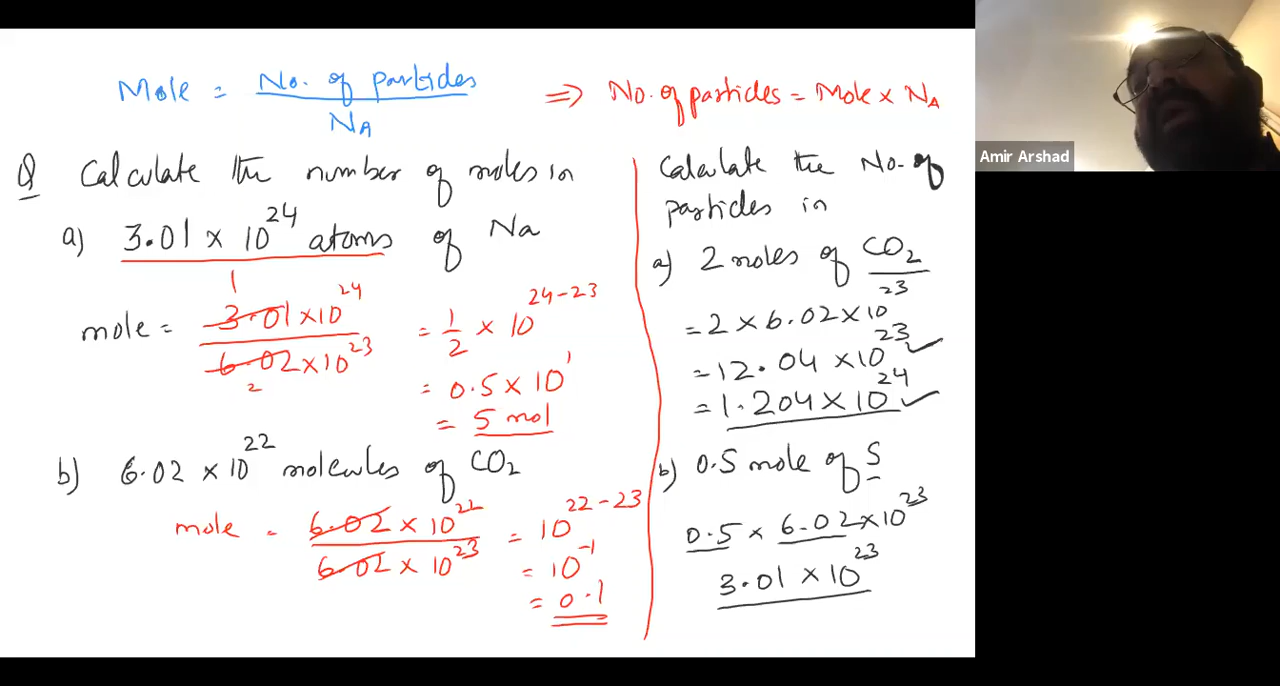 Mole = No. of particles / NA
⇒ No. of particles = Mole × NA
Q Calculate the number of moles in
a) 3.01 × 10^24 atoms of Na
mole = 3.01 × 10^24 / 6.02 × 10^23 = 1/2 × 10^24-23
1
2
= 0.5 × 10^1
= 5 mol
b) 6.02 × 10^22 molecules of CO2
mole = 6.02 × 10^22 / 6.02 × 10^23 = 10^22-23
= 10^-1
= 0.1
Calculate the No. of
particles in
a) 2 moles of CO2
= 2 × 6.02 × 10^23
= 12.04 × 10^23 ✓
= 1.204 × 10^24 ✓
b) 0.5 mole of S
0.5 × 6.02 × 10^23
3.01 × 10^23
Amir Arshad